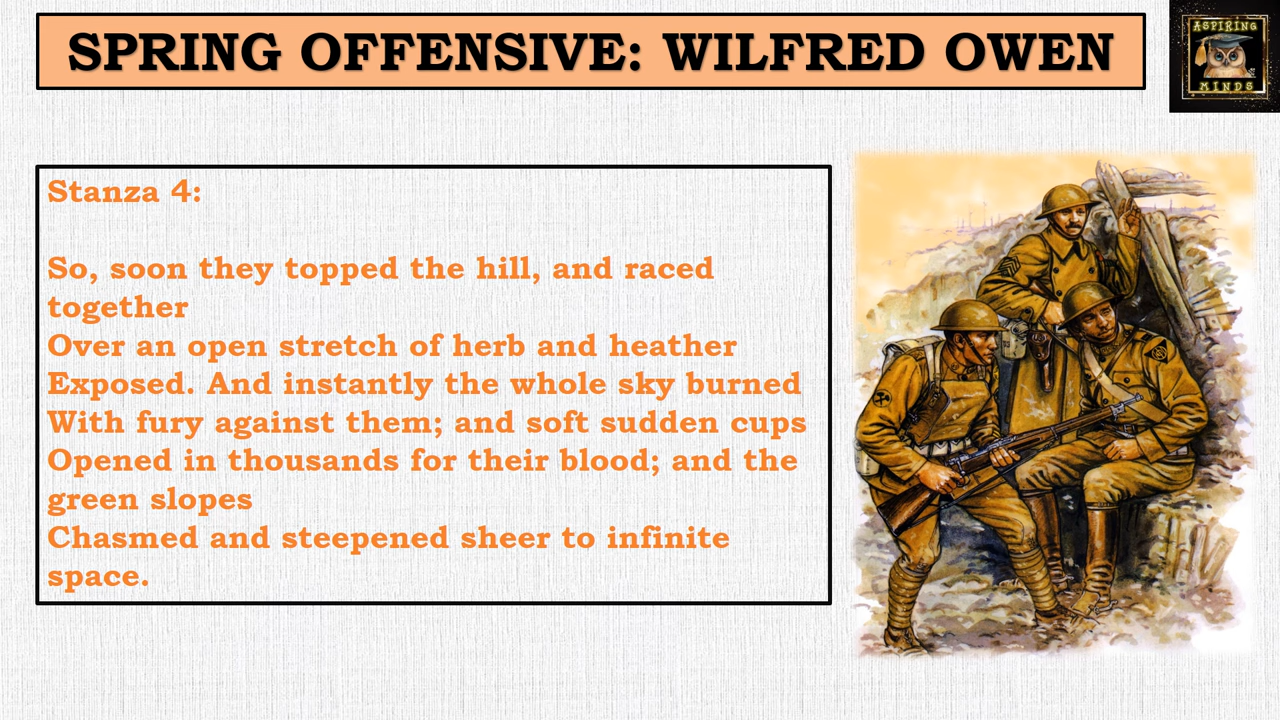 SPRING OFFENSIVE: WILFRED OWEN
ASPIRING
MINDS
Stanza 4:
So, soon they topped the hill, and raced
together
Over an open stretch of herb and heather
Exposed. And instantly the whole sky burned
With fury against them; and soft sudden cups
Opened in thousands for their blood; and the
green slopes
Chasmed and steepened sheer to infinite
space.